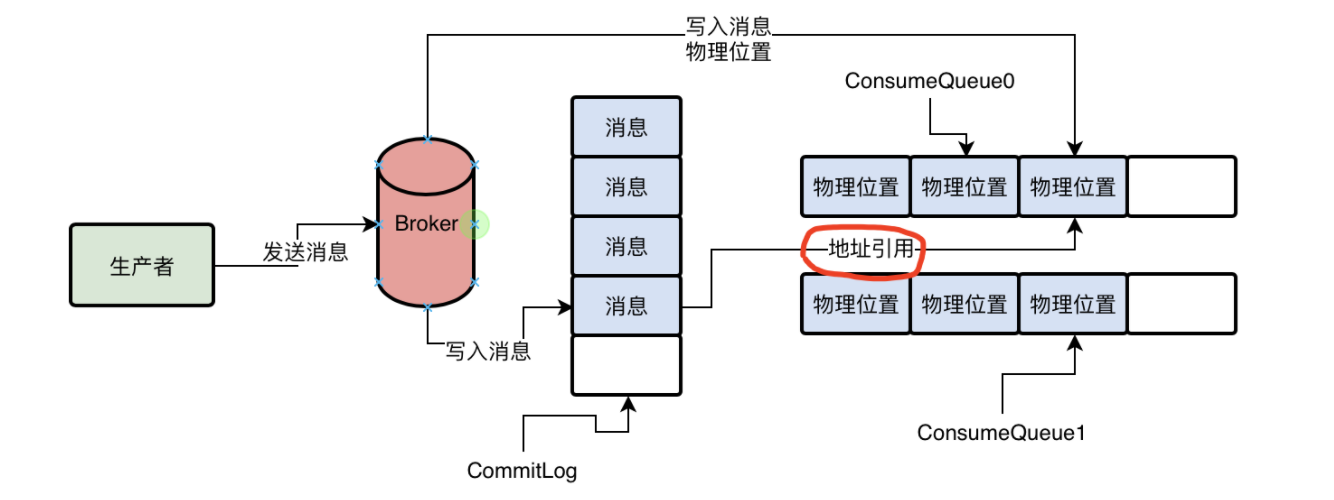 写入消息
物理位置
ConsumeQueue0
消息
消息
物理位置 物理位置 物理位置
Broker
消息
地址引用
生产者
发送消息
消息
物理位置 物理位置 物理位置
写入消息
ConsumeQueue1
CommitLog